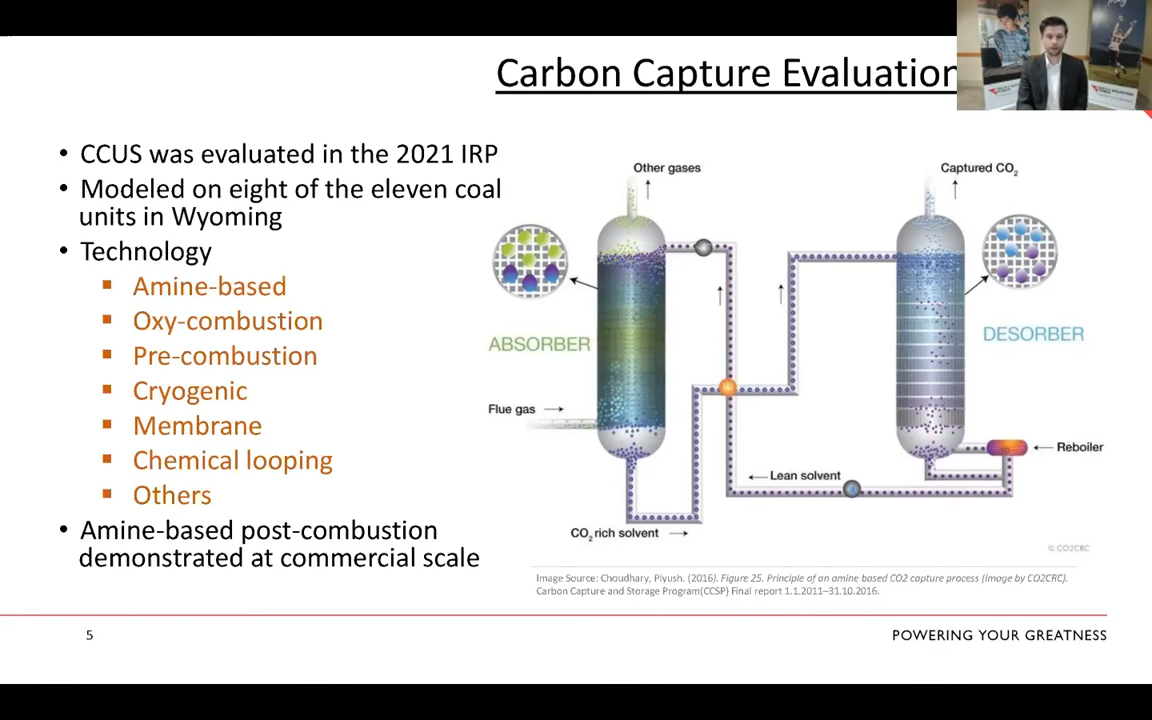 Carbon Capture Evaluation
• CCUS was evaluated in the 2021 IRP
• Modeled on eight of the eleven coal
units in Wyoming
• Technology
▪ Amine-based
▪ Oxy-combustion
▪ Pre-combustion
▪ Cryogenic
▪ Membrane
▪ Chemical looping
▪ Others
• Amine-based post-combustion
demonstrated at commercial scale
Other gases
Captured CO₂
ABSORBER
DESORBER
Flue gas
Reboiler
Lean solvent
CO₂ rich solvent
© CO2CRC
Image Source: Choudhary, Piyush. (2016). Figure 25. Principle of an amine based CO2 capture process (Image by CO2CRC).
Carbon Capture and Storage Program(CCSP) Final report 1.1.2011–31.10.2016.
5
POWERING YOUR GREATNESS